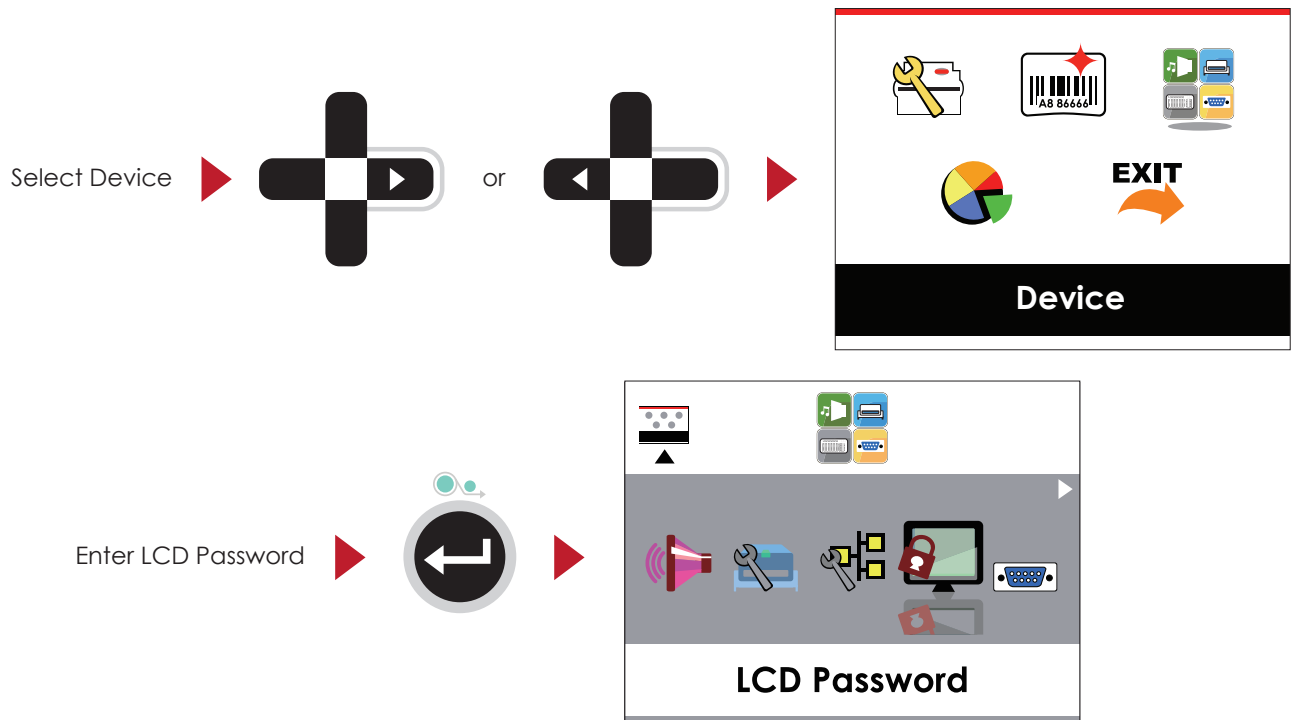 A8 86666
Select Device
or
EXIT
Device
Enter LCD Password
LCD Password